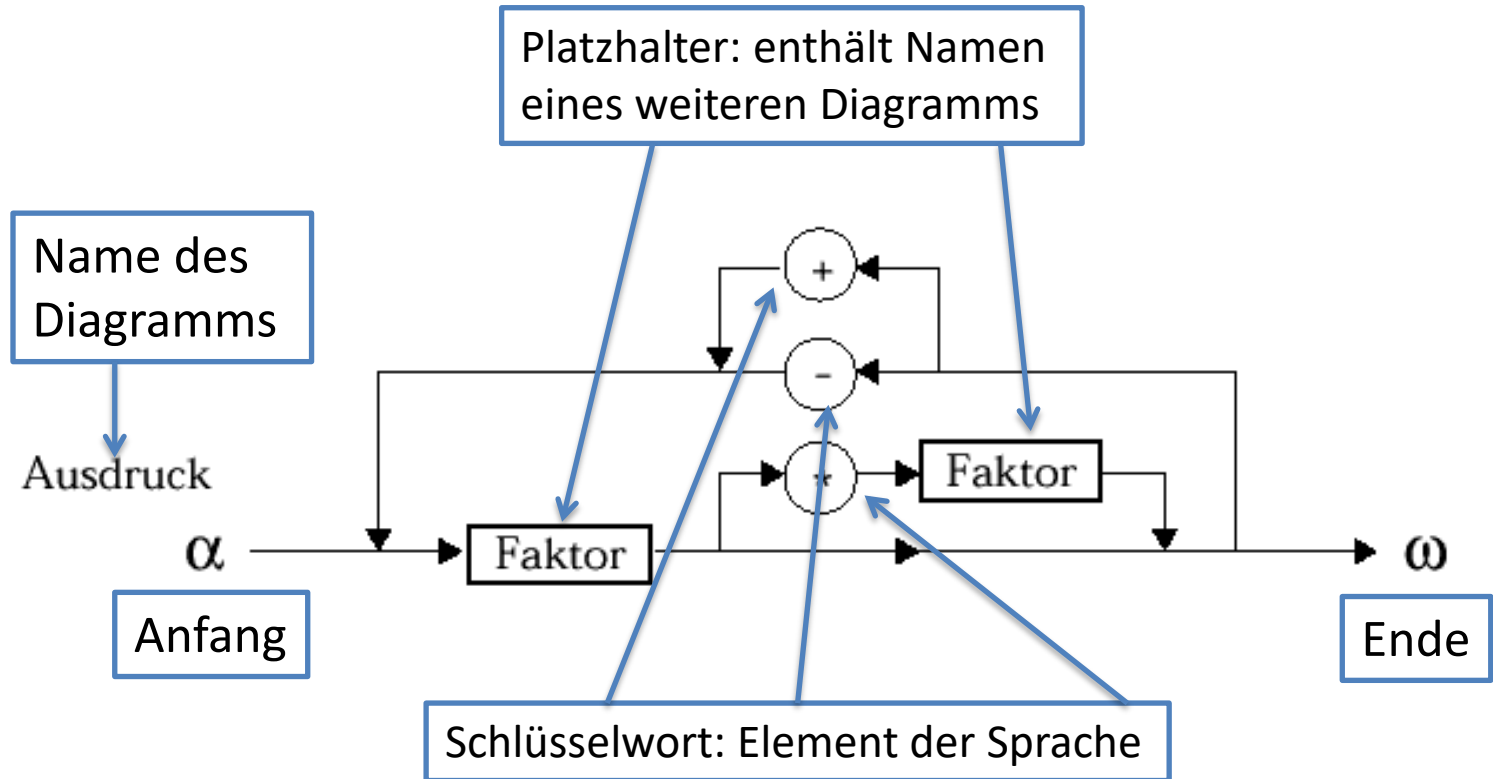 Platzhalter: enthält Namen
eines weiteren Diagramms
Name des
Diagramms
+
-
Ausdruck
*
Faktor
α
Faktor
ω
Anfang
Ende
Schlüsselwort: Element der Sprache